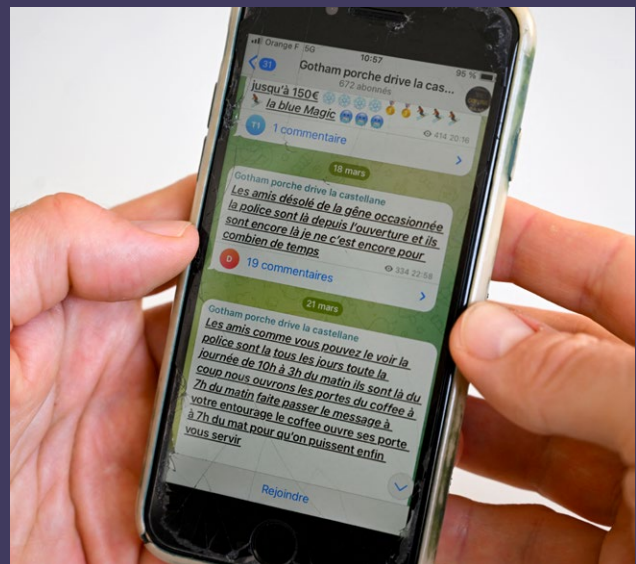 Orange F 5G
10:57
95 %
31
Gotham porche drive la cas...
672 abonnés
jusqu'à 150€ ❄️❄️❄️❄️🥇🥇
la blue Magic 🥶🥶🥶
414 20:16
T1
1 commentaire
18 mars
Gotham porche drive la castellane
Les amis désolé de la gêne occasionnée
la police sont là depuis l'ouverture et ils
sont encore là je ne c'est encore pour
combien de temps
334 22:58
D
19 commentaires
21 mars
Gotham porche drive la castellane
Les amis comme vous pouvez le voir la
police sont la tous les jours toute la
journée de 10h à 3h du matin ils sont là du
coup nous ouvrons les portes du coffee à
7h du matin faite passer le message à
votre entourage le coffee ouvre ses porte
à 7h du mat pour qu'on puissent enfin
vous servir
Rejoindre